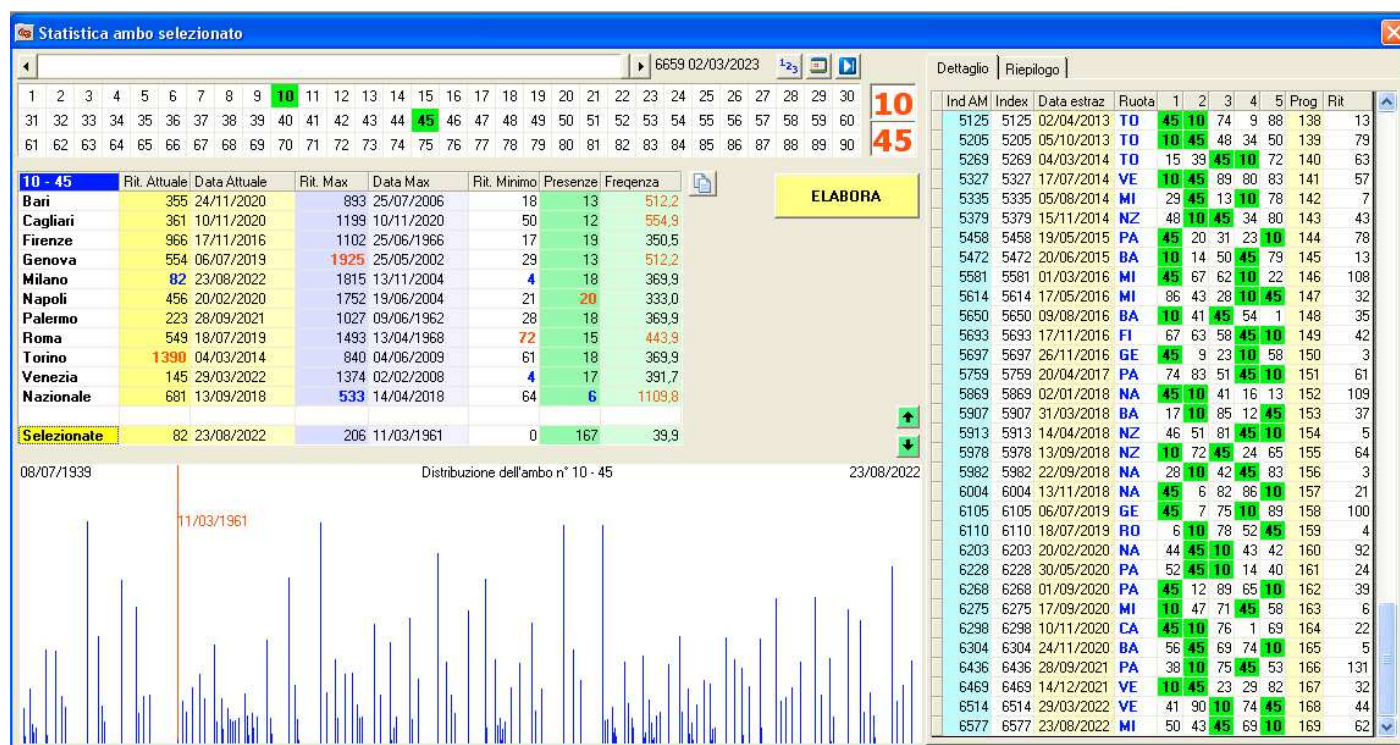 Statistica ambo selezionato
6659 02/03/2023 123
1 2 3 4 5 6 7 8 9 10 11 12 13 14 15 16 17 18 19 20 21 22 23 24 25 26 27 28 29 30
31 32 33 34 35 36 37 38 39 40 41 42 43 44 45 46 47 48 49 50 51 52 53 54 55 56 57 58 59 60
61 62 63 64 65 66 67 68 69 70 71 72 73 74 75 76 77 78 79 80 81 82 83 84 85 86 87 88 89 90
10
45
10 - 45 Rit. Attuale Data Attuale Rit. Max Data Max Rit. Minimo Presenze Freqenza
Bari 355 24/11/2020 893 25/07/2006 18 13 512,2
Cagliari 361 10/11/2020 1199 10/11/2020 50 12 554,9
Firenze 966 17/11/2016 1102 25/06/1966 17 19 350,5
Genova 554 06/07/2019 1925 25/05/2002 29 13 512,2
Milano 82 23/08/2022 1815 13/11/2004 4 18 369,9
Napoli 456 20/02/2020 1752 19/06/2004 21 20 333,0
Palermo 223 28/09/2021 1027 09/06/1962 28 18 369,9
Roma 549 18/07/2019 1493 13/04/1968 72 15 443,9
Torino 1390 04/03/2014 840 04/06/2009 61 18 369,9
Venezia 145 29/03/2022 1374 02/02/2008 4 17 391,7
Nazionale 681 13/09/2018 533 14/04/2018 64 6 1109,8
Selezionate 82 23/08/2022 206 11/03/1961 0 167 39,9
ELABORA
08/07/1939 Distribuzione dell'ambo n° 10 - 45 23/08/2022
11/03/1961
Dettaglio Riepilogo
Ind AM Index Data estraz Ruota 1 2 3 4 5 Prog Rit
5125 5125 02/04/2013 TO 45 10 74 9 88 138 13
5205 5205 05/10/2013 TO 10 45 48 34 50 139 79
5269 5269 04/03/2014 TO 15 39 45 10 72 140 63
5327 5327 17/07/2014 VE 10 45 89 80 83 141 57
5335 5335 05/08/2014 MI 29 45 13 10 78 142 7
5379 5379 15/11/2014 NZ 48 10 45 34 80 143 43
5458 5458 19/05/2015 PA 45 20 31 23 10 144 78
5472 5472 20/06/2015 BA 10 14 50 45 79 145 13
5581 5581 01/03/2016 MI 45 67 62 10 22 146 108
5614 5614 17/05/2016 MI 86 43 28 10 45 147 32
5650 5650 09/08/2016 BA 10 41 45 54 1 148 35
5693 5693 17/11/2016 FI 67 63 58 45 10 149 42
5697 5697 26/11/2016 GE 45 9 23 10 58 150 3
5759 5759 20/04/2017 PA 74 83 51 45 10 151 61
5869 5869 02/01/2018 NA 45 10 41 16 13 152 109
5907 5907 31/03/2018 BA 17 10 85 12 45 153 37
5913 5913 14/04/2018 NZ 46 51 81 45 10 154 5
5978 5978 13/09/2018 NZ 10 72 45 24 65 155 64
5982 5982 22/09/2018 NA 28 10 42 45 83 156 3
6004 6004 13/11/2018 NA 45 6 82 86 10 157 21
6105 6105 06/07/2019 GE 45 7 75 10 89 158 100
6110 6110 18/07/2019 RO 6 10 78 52 45 159 4
6203 6203 20/02/2020 NA 44 45 10 43 42 160 92
6228 6228 30/05/2020 PA 52 45 10 14 40 161 24
6268 6268 01/09/2020 PA 45 12 89 65 10 162 39
6275 6275 17/09/2020 MI 10 47 71 45 58 163 6
6298 6298 10/11/2020 CA 45 10 76 1 69 164 22
6304 6304 24/11/2020 BA 56 45 69 74 10 165 5
6436 6436 28/09/2021 PA 38 10 75 45 53 166 131
6469 6469 14/12/2021 VE 10 45 23 29 82 167 32
6514 6514 29/03/2022 VE 41 90 10 74 45 168 44
6577 6577 23/08/2022 MI 50 43 45 69 10 169 62